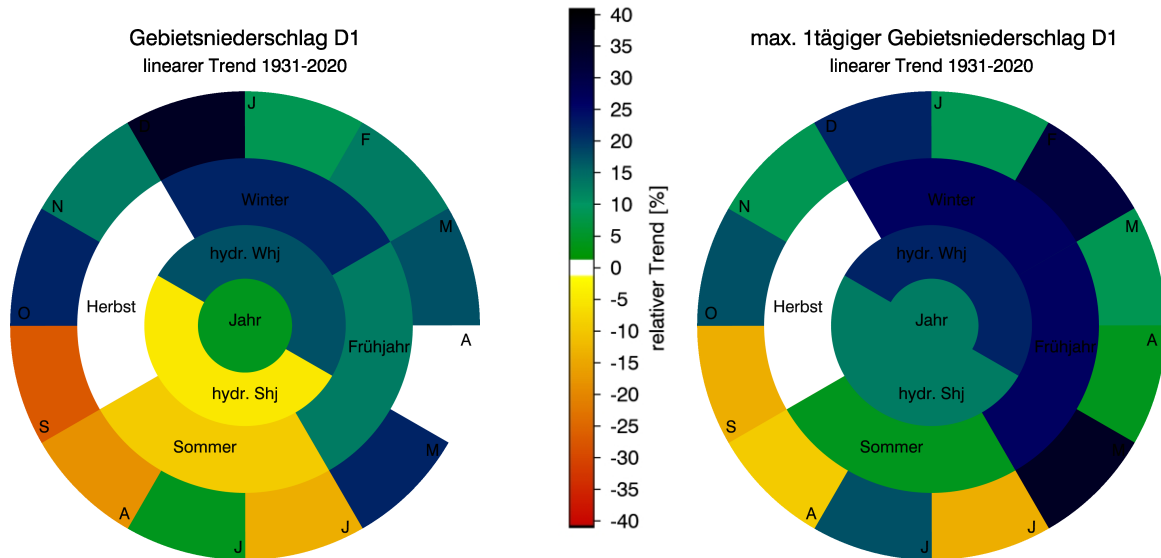 Gebietsniederschlag D1
linearer Trend 1931-2020
J
F
M
A
M
J
J
A
S
O
N
D
Winter
hydr. Whj
Herbst
Jahr
Frühjahr
hydr. Shj
Sommer
40
35
30
25
20
15
10
5
0
-5
-10
-15
-20
-25
-30
-35
-40
relativer Trend [%]
max. 1tägiger Gebietsniederschlag D1
linearer Trend 1931-2020
D
J
F
M
A
M
J
J
A
S
O
N
Winter
hydr. Whj
Herbst
Jahr
Frühjahr
hydr. Shj
Sommer